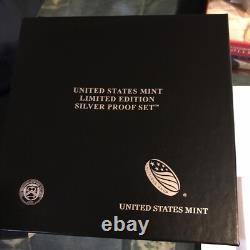 UNITED STATES MINT
LIMITED EDITION
SILVER PROOF SET™
UNITED STATES MINT